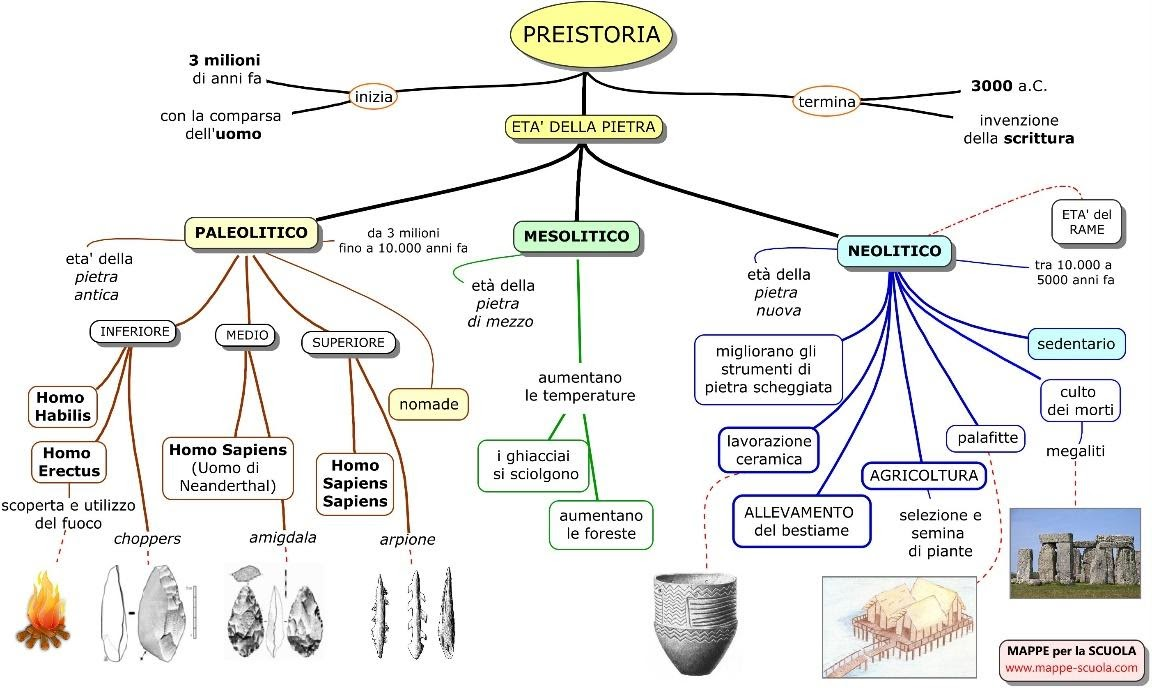 PREISTORIA
3 milioni
di anni fa
inizia
con la comparsa
dell'uomo
termina
3000 a.C.
invenzione
della scrittura
ETA' DELLA PIETRA
PALEOLITICO
da 3 milioni
fino a 10.000 anni fa
eta' della
pietra
antica
INFERIORE
MEDIO
SUPERIORE
nomade
Homo
Habilis
Homo
Erectus
scoperta e utilizzo
del fuoco
choppers
Homo Sapiens
(Uomo di
Neanderthal)
amigdala
Homo
Sapiens
Sapiens
arpione
MESOLITICO
età della
pietra
di mezzo
aumentano
le temperature
i ghiacciai
si sciolgono
aumentano
le foreste
NEOLITICO
ETA' del
RAME
tra 10.000 a
5000 anni fa
età della
pietra
nuova
migliorano gli
strumenti di
pietra scheggiata
lavorazione
ceramica
ALLEVAMENTO
del bestiame
AGRICOLTURA
selezione e
semina
di piante
palafitte
culto
dei morti
megaliti
sedentario
MAPPE per la SCUOLA
www.mappe-scuola.com